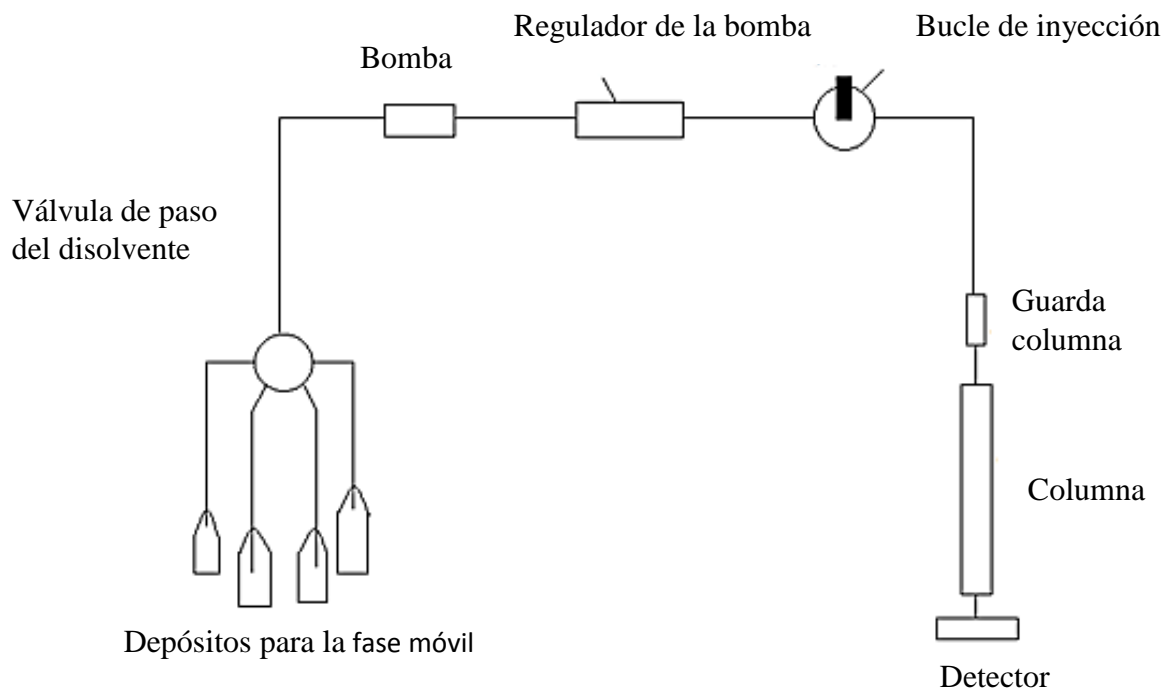 Regulador de la bomba
Bucle de inyección
Bomba
Válvula de paso
del disolvente
Guarda
columna
Columna
Depósitos para la fase móvil
Detector